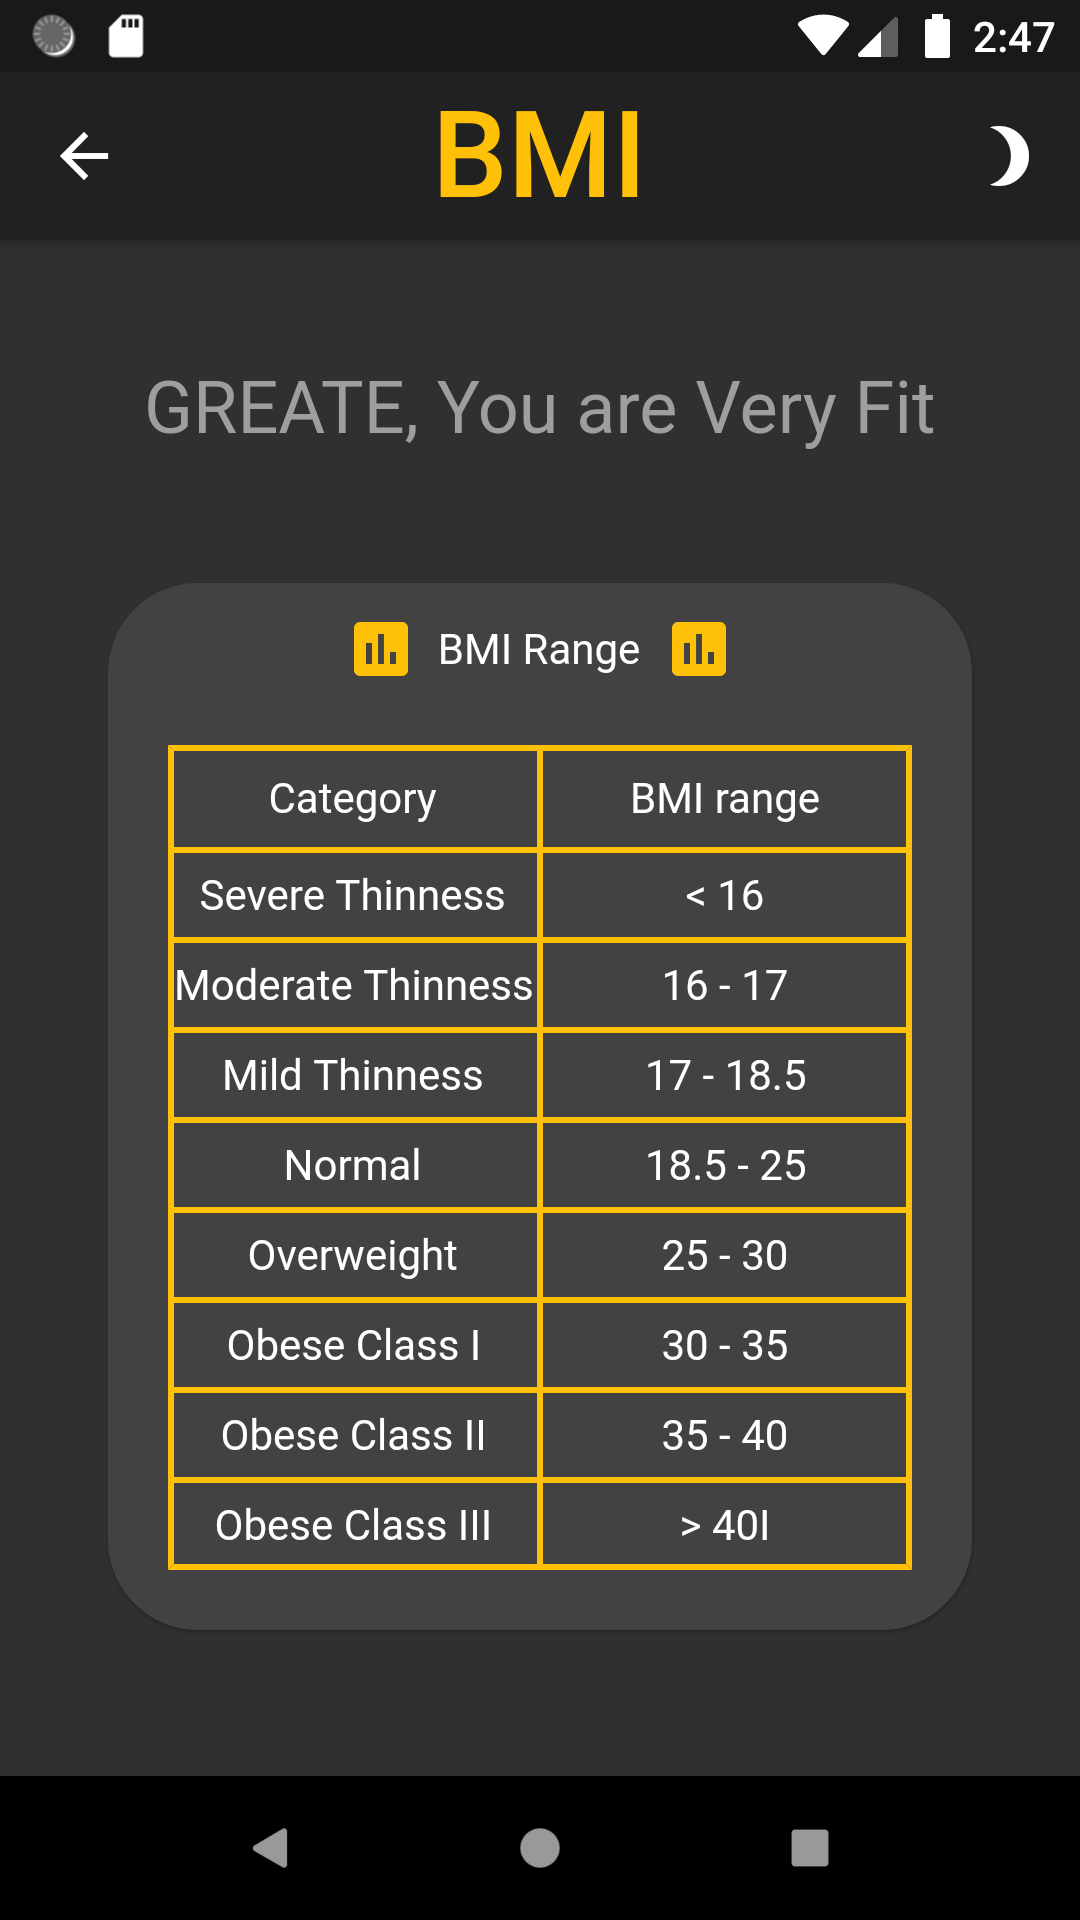 2:47
BMI
GREATE, You are Very Fit
BMI Range
Category BMI range
Severe Thinness < 16
Moderate Thinness 16 - 17
Mild Thinness 17 - 18.5
Normal 18.5 - 25
Overweight 25 - 30
Obese Class I 30 - 35
Obese Class II 35 - 40
Obese Class III > 40I